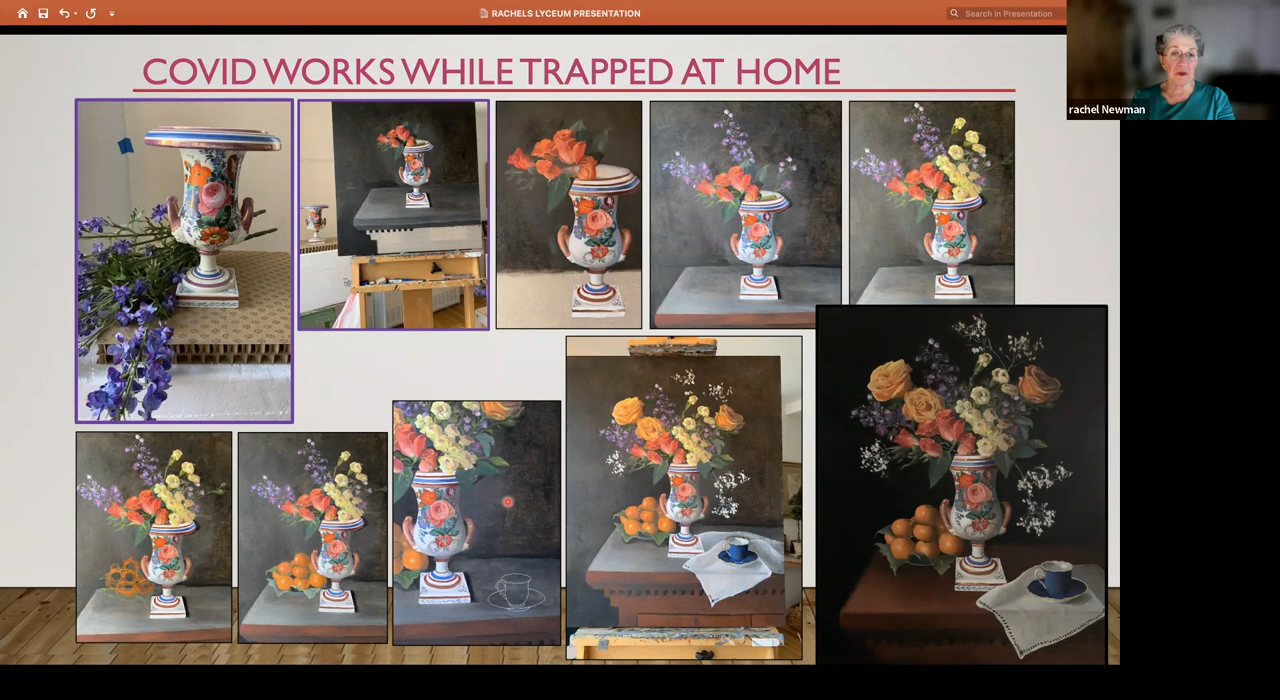 RACHELS LYCEUM PRESENTATION
Search in Presentation
COVID WORKS WHILE TRAPPED AT HOME
rachel Newman